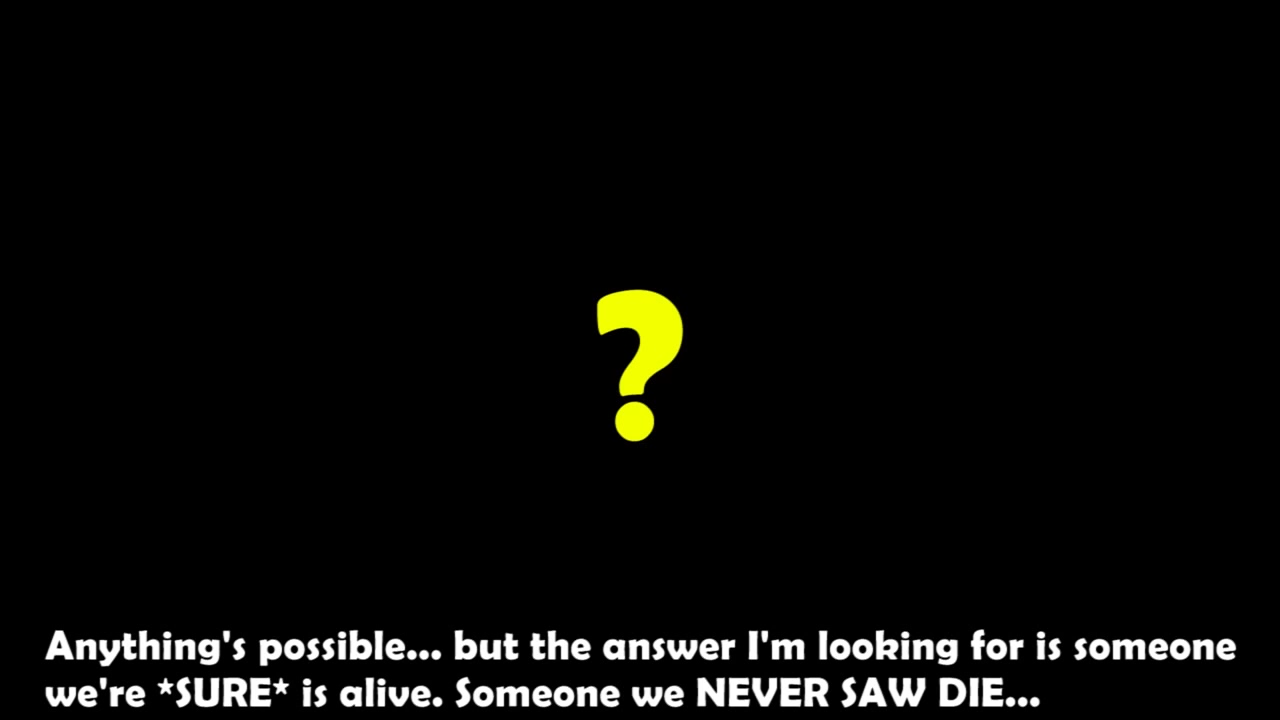 ?
Anything's possible... but the answer I'm looking for is someone
we're *SURE* is alive. Someone we NEVER SAW DIE...